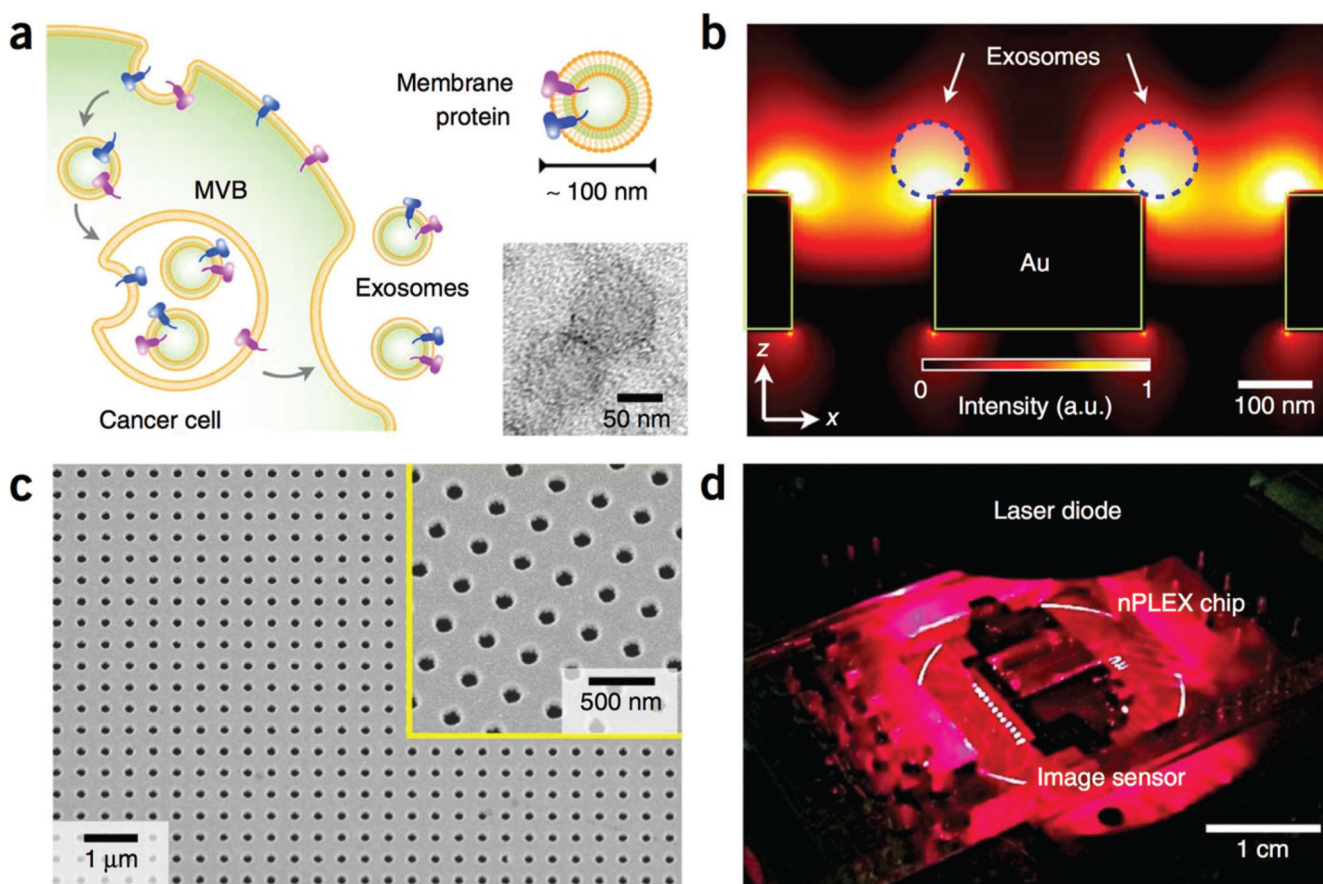 a
Membrane
protein
~ 100 nm
MVB
Exosomes
Cancer cell
50 nm
b
Exosomes
Au
z
x
0
1
Intensity (a.u.)
100 nm
c
500 nm
1 μm
d
Laser diode
nPLEX chip
Image sensor
1 cm